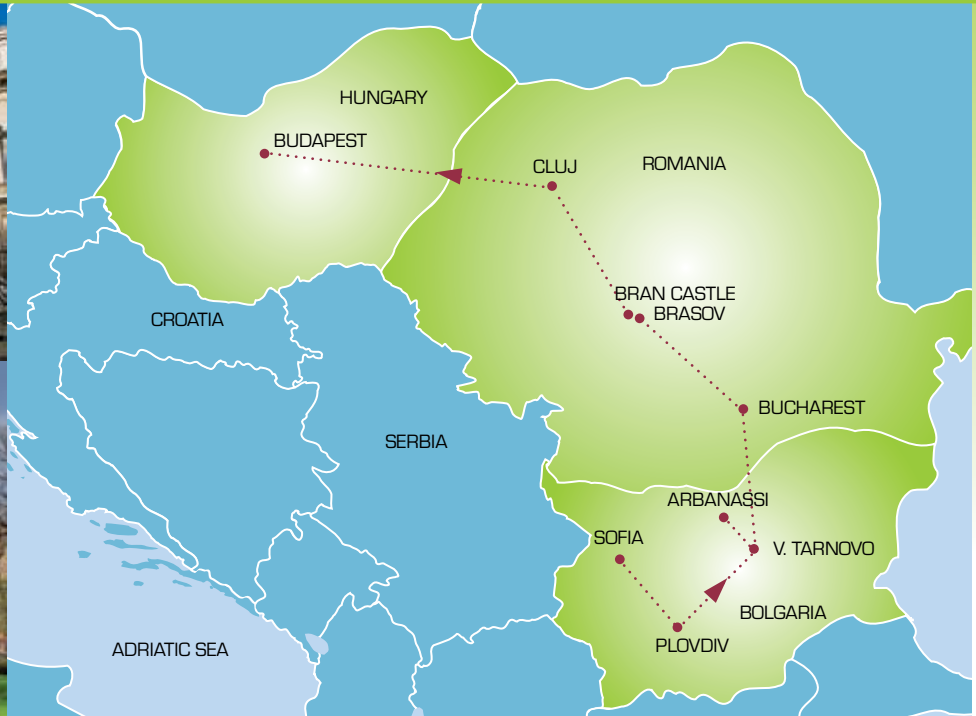 HUNGARY
BUDAPEST
CLUJ
ROMANIA
BRAN CASTLE
BRASOV
CROATIA
BUCHAREST
SERBIA
ARBANASSI
SOFIA
V. TARNOVO
BOLGARIA
PLOVDIV
ADRIATIC SEA